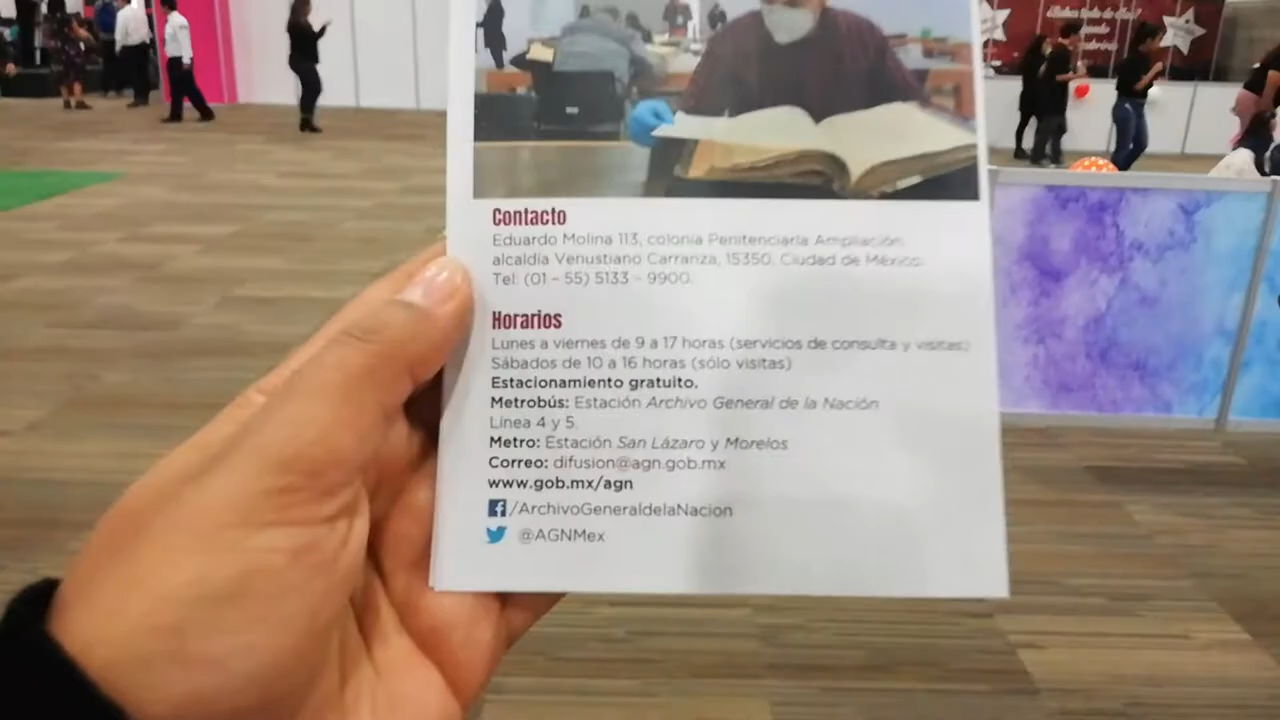 Contacto
Eduardo Molina 113, colonia Penitenciaría Ampliación,
alcaldía Venustiano Carranza, 15350, Ciudad de México.
Tel: (01 – 55) 5133 – 9900.
Horarios
Lunes a viernes de 9 a 17 horas (servicios de consulta y visitas)
Sábados de 10 a 16 horas (sólo visitas)
Estacionamiento gratuito.
Metrobús: Estación Archivo General de la Nación
Línea 4 y 5.
Metro: Estación San Lázaro y Morelos
Correo: difusion@agn.gob.mx
www.gob.mx/agn
f/ArchivoGeneraldelaNacion
@AGNMex